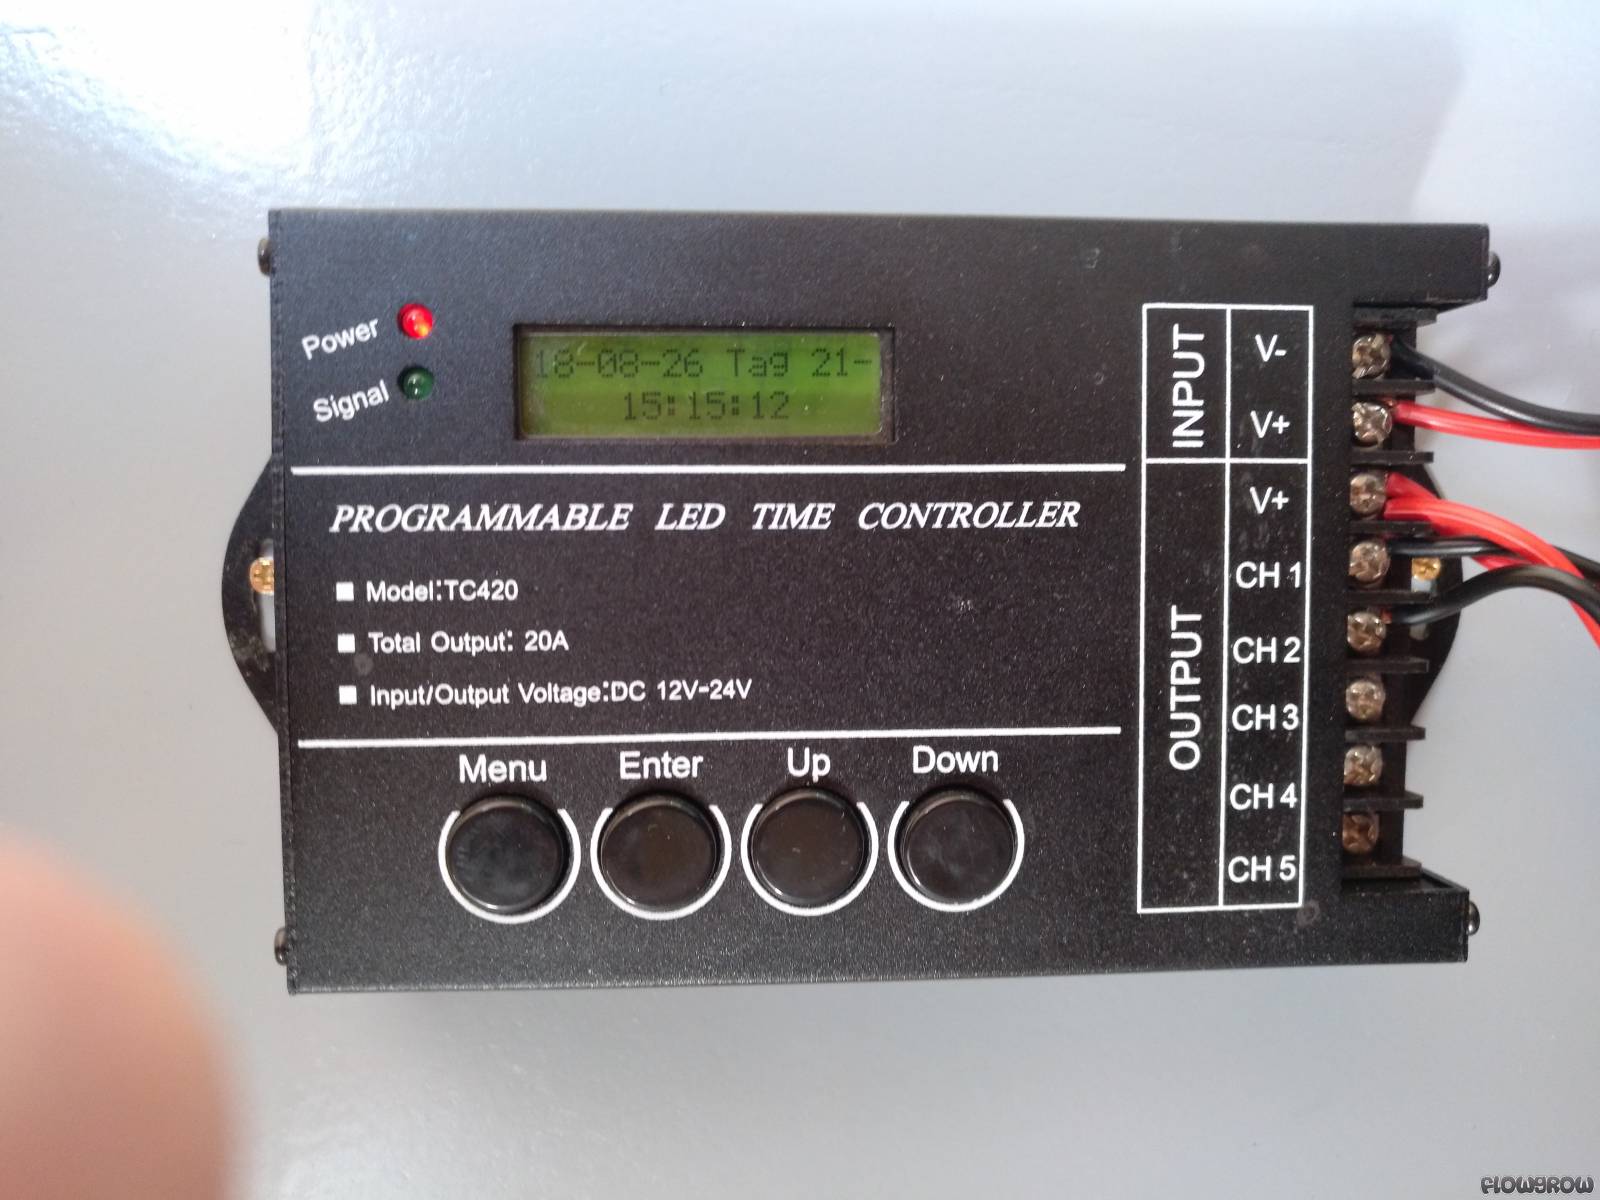 Power
Signal
18-08-26 Tag 21-
15:15:12
PROGRAMMABLE LED TIME CONTROLLER
Model:TC420
Total Output: 20A
Input/Output Voltage:DC 12V-24V
Menu Enter Up Down
INPUT
V-
V+
OUTPUT
V+
CH 1
CH 2
CH 3
CH 4
CH 5
FLOWGROW